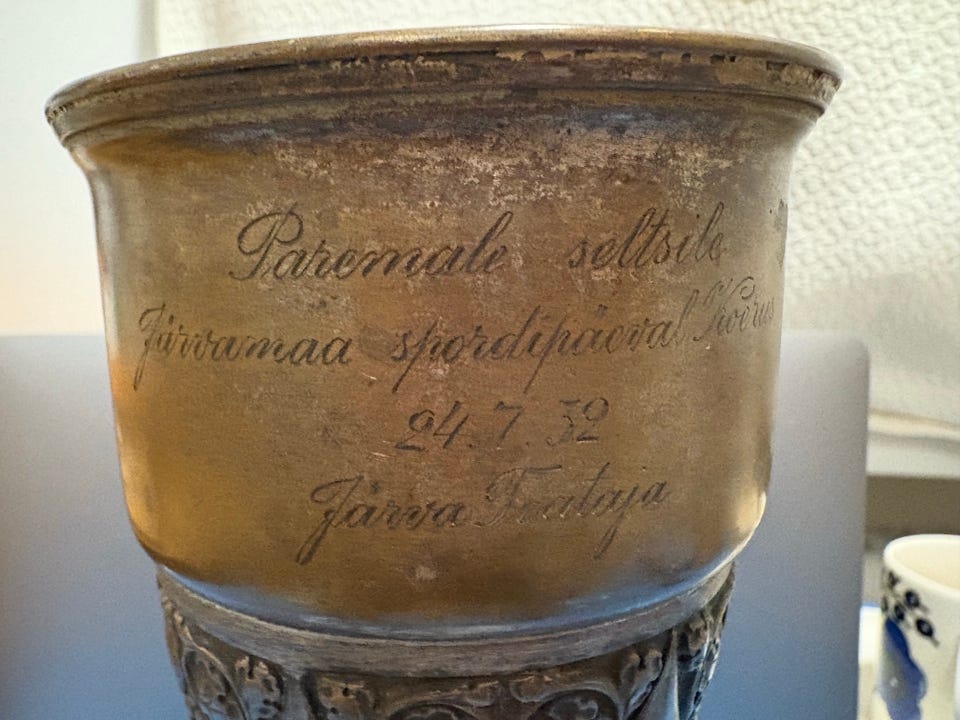 Paremale seltsile
Järvamaa spordipäeval Koerus
24.7.32
Järva Teataja